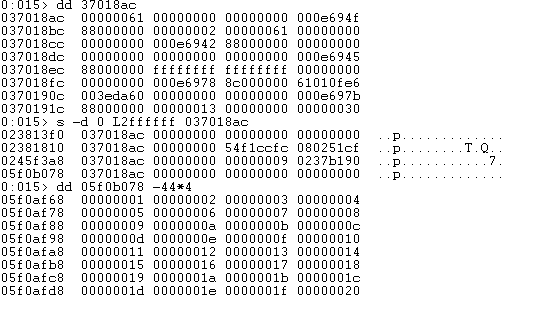 0:015> dd 37018ac
037018ac  00000061 00000000 00000000 000e694f
037018bc  88000000 00000002 00000061 00000000
037018cc  00000000 000e6942 88000000 00000000
037018dc  00000000 00000000 00000000 000e6945
037018ec  88000000 ffffffff ffffffff 00000000
037018fc  00000000 000e6978 8c000000 61010fe6
0370190c  003eda60 00000000 00000000 000e697b
0370191c  88000000 00000013 00000000 00000030
0:015> s -d 0 L2ffffff 037018ac
023813f0  037018ac 00000000 00000000 00000000  ..p.............
02381810  037018ac 00000000 54f1ccfc 080251cf  ..p........T.Q..
0245f3a8  037018ac 00000000 00000009 0237b190  ..p...........7.
05f0b078  037018ac 00000000 00000000 00000000  ..p.............
0:015> dd 05f0b078 -44*4
05f0af68  00000001 00000002 00000003 00000004
05f0af78  00000005 00000006 00000007 00000008
05f0af88  00000009 0000000a 0000000b 0000000c
05f0af98  0000000d 0000000e 0000000f 00000010
05f0afa8  00000011 00000012 00000013 00000014
05f0afb8  00000015 00000016 00000017 00000018
05f0afc8  00000019 0000001a 0000001b 0000001c
05f0afd8  0000001d 0000001e 0000001f 00000020